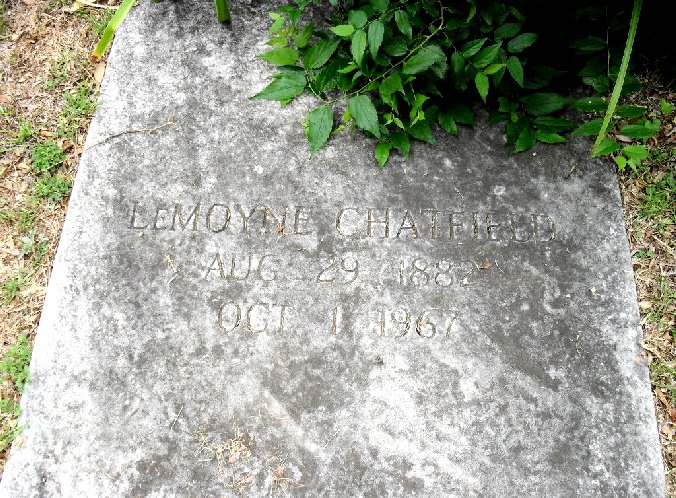 LEMOYNE CHATFIELD
AUG 29 1882
OCT 1 1967